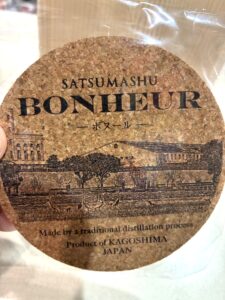 SATSUMASHU
BONHEUR
ボヌール
Made by a traditional distillation process
Product of KAGOSHIMA
JAPAN